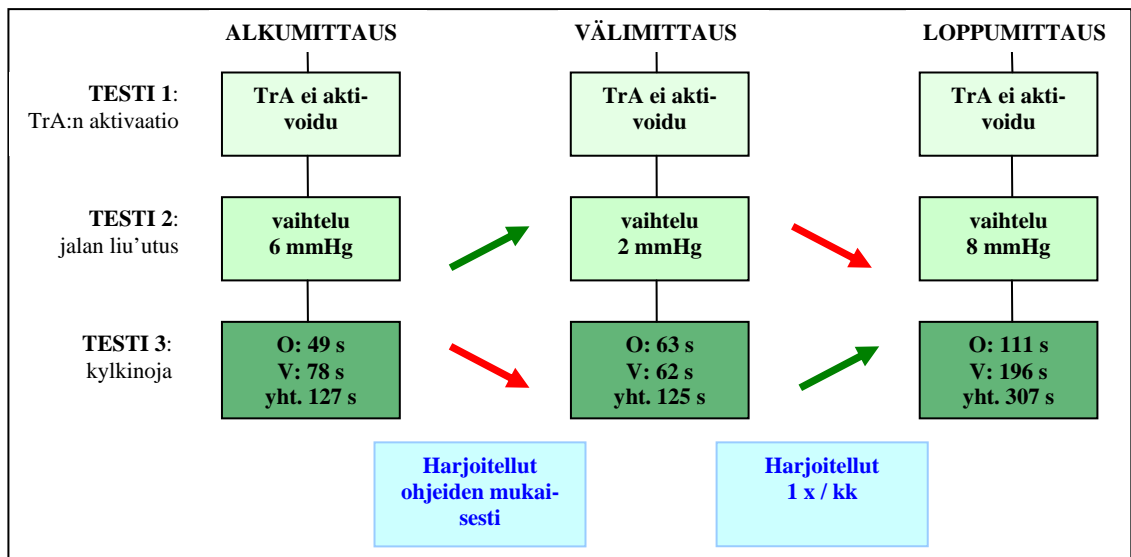 ALKUMITTAUS VÄLIMITTAUS LOPPUMITTAUS
TESTI 1:
TrA:n aktivaatio
TrA ei akti-
voidu
TrA ei akti-
voidu
TrA ei akti-
voidu
TESTI 2:
jalan liu’utus
vaihtelu
6 mmHg
vaihtelu
2 mmHg
vaihtelu
8 mmHg
TESTI 3:
kylkinoja
O: 49 s
V: 78 s
yht. 127 s
O: 63 s
V: 62 s
yht. 125 s
O: 111 s
V: 196 s
yht. 307 s
Harjoitellut
ohjeiden mukai-
sesti
Harjoitellut
1 x / kk